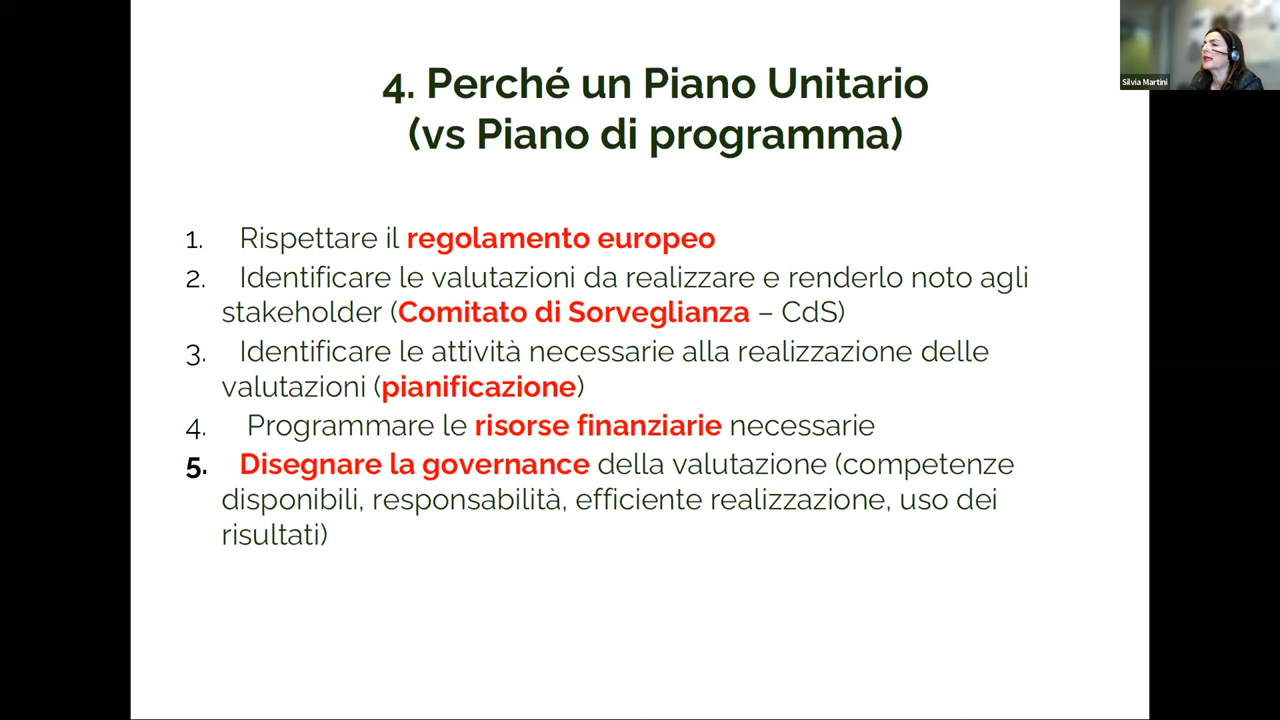 4. Perché un Piano Unitario
(vs Piano di programma)
Silvia Martini
1. Rispettare il regolamento europeo
2. Identificare le valutazioni da realizzare e renderlo noto agli
stakeholder (Comitato di Sorveglianza – CdS)
3. Identificare le attività necessarie alla realizzazione delle
valutazioni (pianificazione)
4. Programmare le risorse finanziarie necessarie
5. Disegnare la governance della valutazione (competenze
disponibili, responsabilità, efficiente realizzazione, uso dei
risultati)